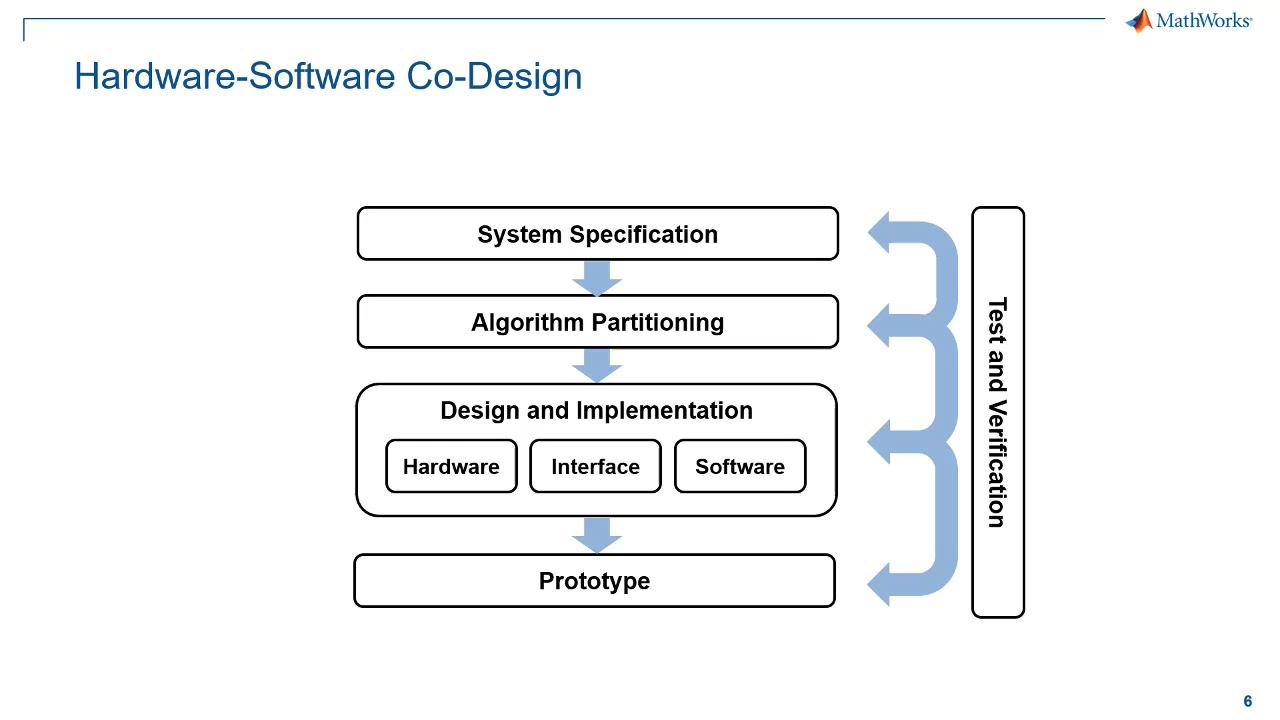 MathWorks®
Hardware-Software Co-Design
System Specification
Algorithm Partitioning
Design and Implementation
Hardware
Interface
Software
Prototype
Test and Verification
6